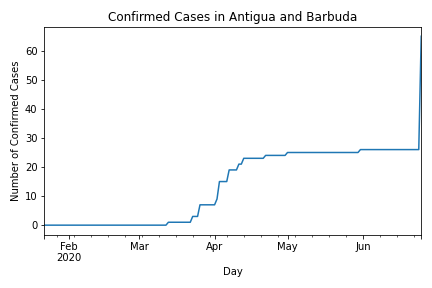 Confirmed Cases in Antigua and Barbuda
Number of Confirmed Cases
60
50
40
30
20
10
0
Feb Mar Apr May Jun
2020
Day